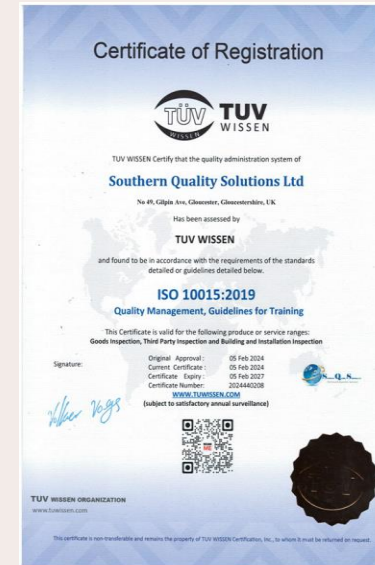 Certificate of Registration
TÜV
WISSEN
TUV
WISSEN
TUV WISSEN Certify that the quality administration system of
Southern Quality Solutions Ltd
No 49, Gilpin Ave, Gloucester, Gloucestershire, UK
Has been assessed by
TUV WISSEN
and found to be in accordance with the requirements of the standards
detailed or guidelines detailed below.
ISO 10015:2019
Quality Management, Guidelines for Training
This Certificate is valid for the following produce or service ranges:
Goods Inspection, Third Party Inspection and Building and Installation Inspection
Signature:
Original Approval : 05 Feb 2024
Current Certificate : 05 Feb 2024
Certificate Expiry : 05 Feb 2027
Certificate Number: 2024440208
WWW.TUWISSEN.COM
(subject to satisfactory annual surveillance)
S_Q_S_
TUV WISSEN ORGANIZATION
www.tuwissen.com
This certificate is non-transferable and remains the property of TUV WISSEN Certification, Inc., to whom it must be returned on request.